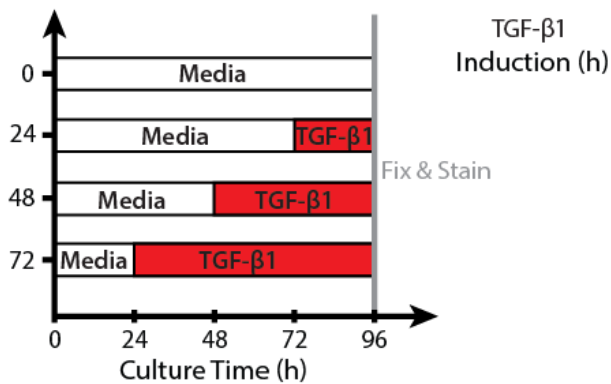 TGF-β1
Induction (h)
0
Media
24
Media
TGF-β1
Fix & Stain
48
Media
TGF-β1
72
Media
TGF-β1
0
24
48
72
96
Culture Time (h)